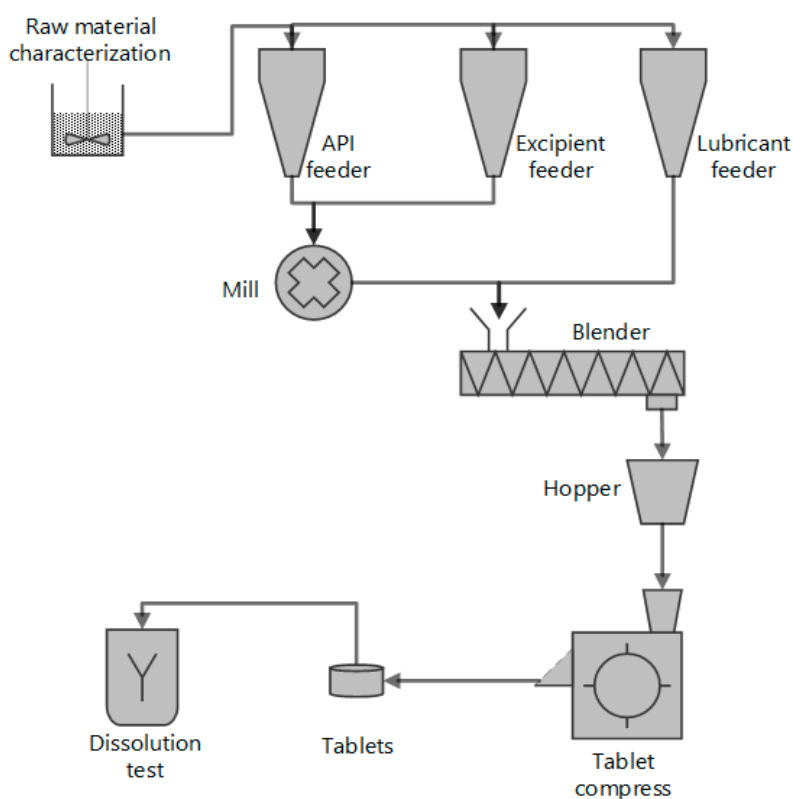 Raw material
characterization
API
feeder
Excipient
feeder
Lubricant
feeder
Mill
Blender
Hopper
Dissolution
test
Tablets
Tablet
compress